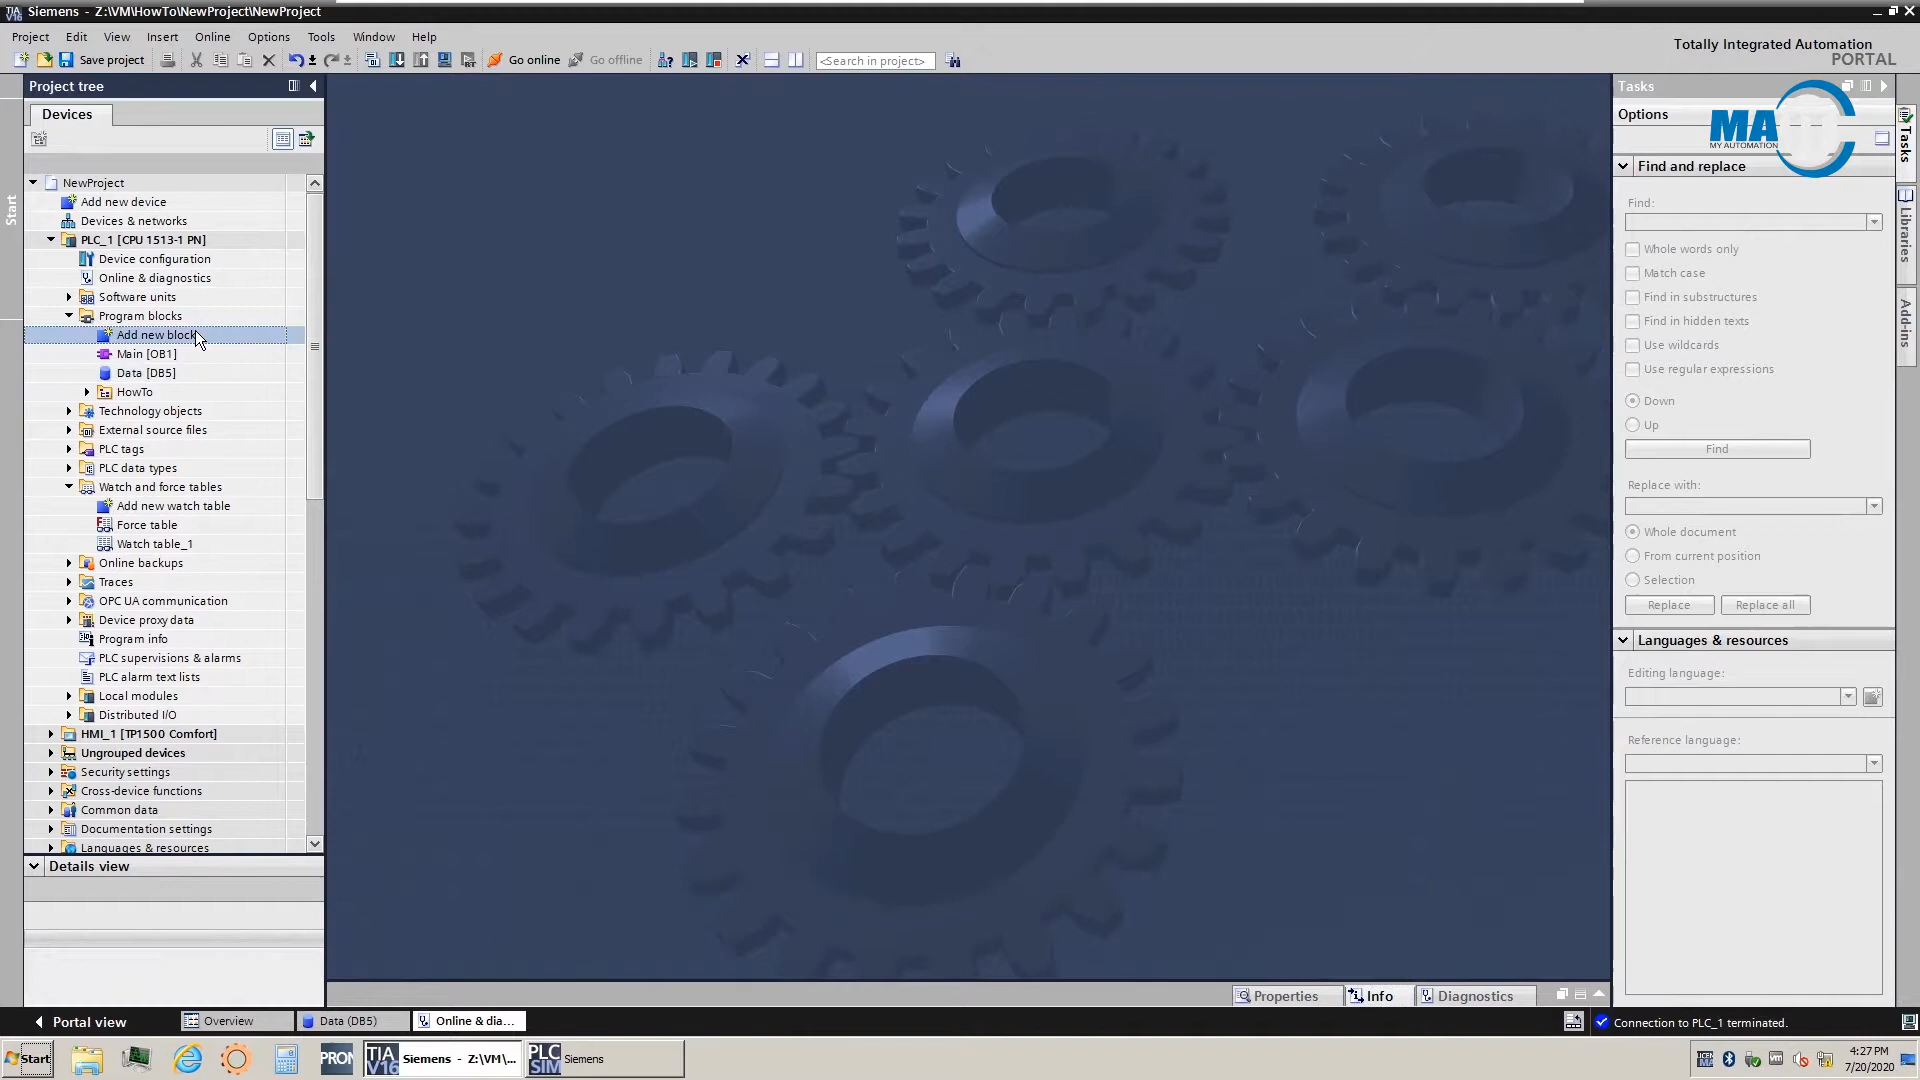 Siemens - Z:\VM\HowTo\NewProject\NewProject
Project Edit View Insert Online Options Tools Window Help
Totally Integrated Automation
PORTAL
Save project
Go online
Go offline
<Search in project>
Project tree
Devices
Start
NewProject
Add new device
Devices & networks
PLC_1 [CPU 1513-1 PN]
Device configuration
Online & diagnostics
Software units
Program blocks
Add new block
Main [OB1]
Data [DB5]
HowTo
Technology objects
External source files
PLC tags
PLC data types
Watch and force tables
Add new watch table
Force table
Watch table_1
Online backups
Traces
OPC UA communication
Device proxy data
Program info
PLC supervisions & alarms
PLC alarm text lists
Local modules
Distributed I/O
HMI_1 [TP1500 Comfort]
Ungrouped devices
Security settings
Cross-device functions
Common data
Documentation settings
Languages & resources
Details view
Tasks
Options
MA
MY AUTOMATION
Find and replace
Find:
Whole words only
Match case
Find in substructures
Find in hidden texts
Use wildcards
Use regular expressions
Down
Up
Find
Replace with:
Whole document
From current position
Selection
Replace
Replace all
Languages & resources
Editing language:
Reference language:
Tasks
Libraries
Add-ins
Properties
Info
Diagnostics
Portal view
Overview
Data (DB5)
Online & dia...
Connection to PLC_1 terminated.
Start
PRON
TIA V16
Siemens - Z:\VM\...
PLC SIM
Siemens
4:27 PM
7/20/2020